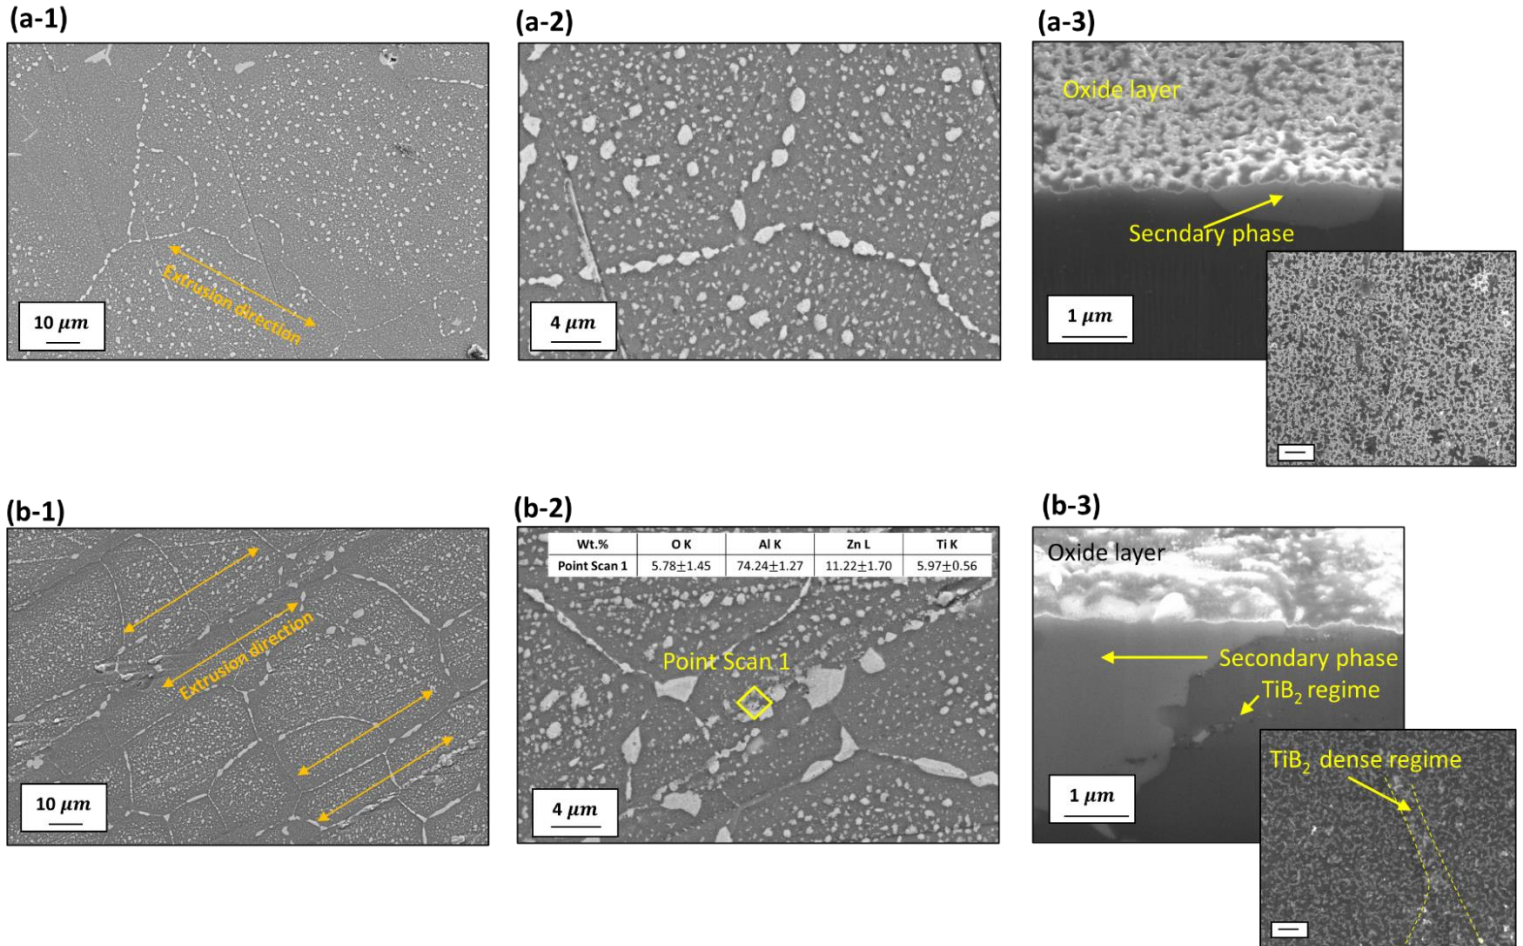 (a-1)
(a-2)
(a-3)
Extrusion direction
10 μm
4 μm
Oxide layer
Secndary phase
1 μm
(b-1)
(b-2)
(b-3)
Extrusion direction
10 μm
Wt.% O K Al K Zn L Ti K
Point Scan 1 5.78±1.45 74.24±1.27 11.22±1.70 5.97±0.56
Point Scan 1
4 μm
Oxide layer
Secondary phase
TiB₂ regime
1 μm
TiB₂ dense regime